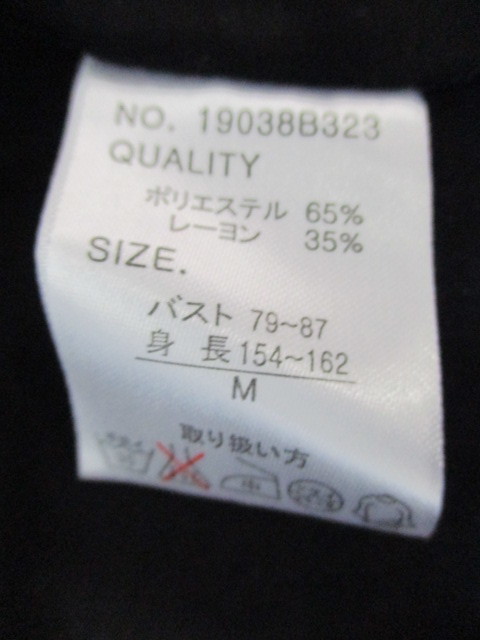 NO. 19038B323
QUALITY
ポリエステル 65%
レーヨン 35%
SIZE.
バスト 79~87
身 長 154~162
M
取り扱い方
中